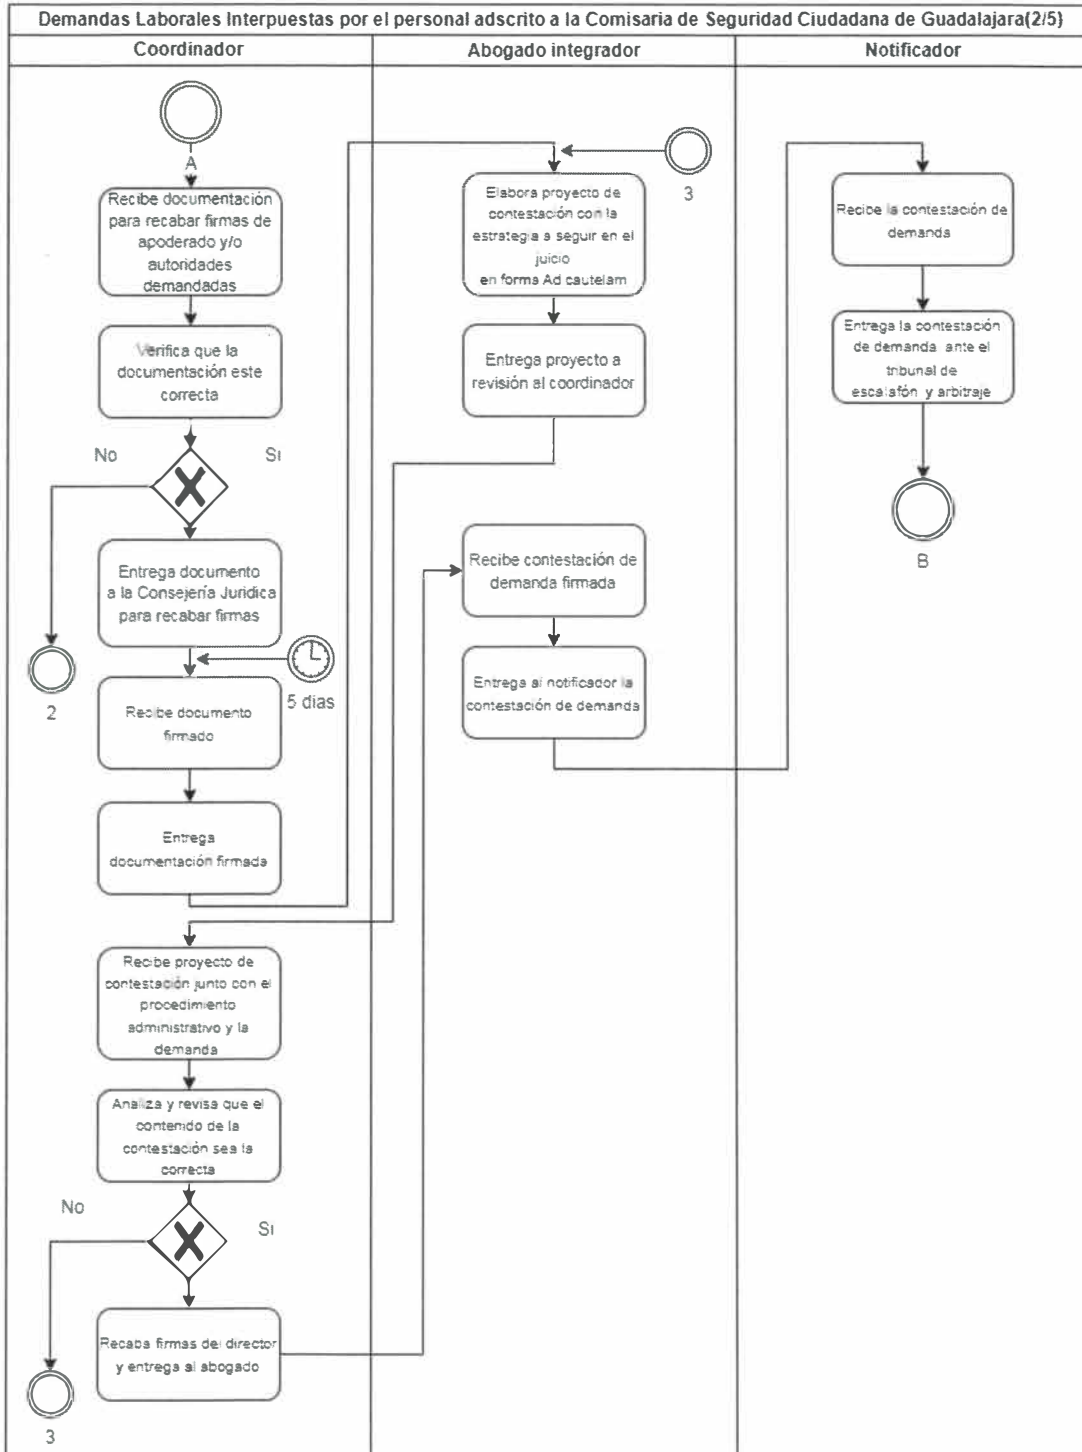 Demandas Laborales Interpuestas por el personal adscrito a la Comisaria de Seguridad Ciudadana de Guadalajara(2/5)
Coordinador
Abogado integrador
Notificador
A
Recibe documentación
para recabar firmas de
apoderado y/o
autoridades
demandadas
Verifica que la
documentación este
correcta
No
Si
Entrega documento
a la Consejería Juridica
para recabar firmas
2
5 dias
Recibe documento
firmado
Entrega
documentación firmada
Recibe proyecto de
contestación junto con el
procedimiento
administrativo y la
demanda
Analiza y revisa que el
contenido de la
contestación sea la
correcta
No
Si
Recaba firmas del director
y entrega al abogado
3
3
Elabora proyecto de
contestación con la
estrategia a seguir en el
juicio
en forma Ad cautelam
Entrega proyecto a
revisión al coordinador
Recibe contestación de
demanda firmada
Entrega al notificador la
contestación de demanda
Recibe la contestación de
demanda
Entrega la contestación
de demanda ante el
tribunal de
escalafón y arbitraje
B